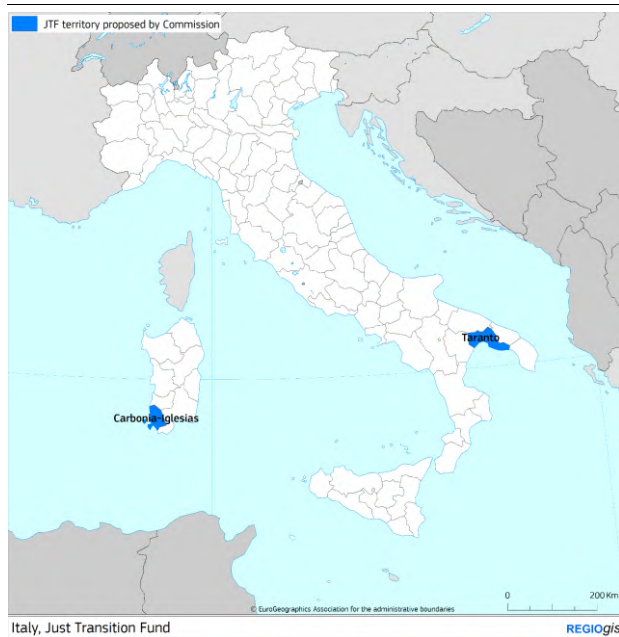 JTF territory proposed by Commission
Taranto
Carbopia-Iglesias
0 200 Km
© EuroGeographics Association for the administrative boundaries
Italy, Just Transition Fund
REGIOgis